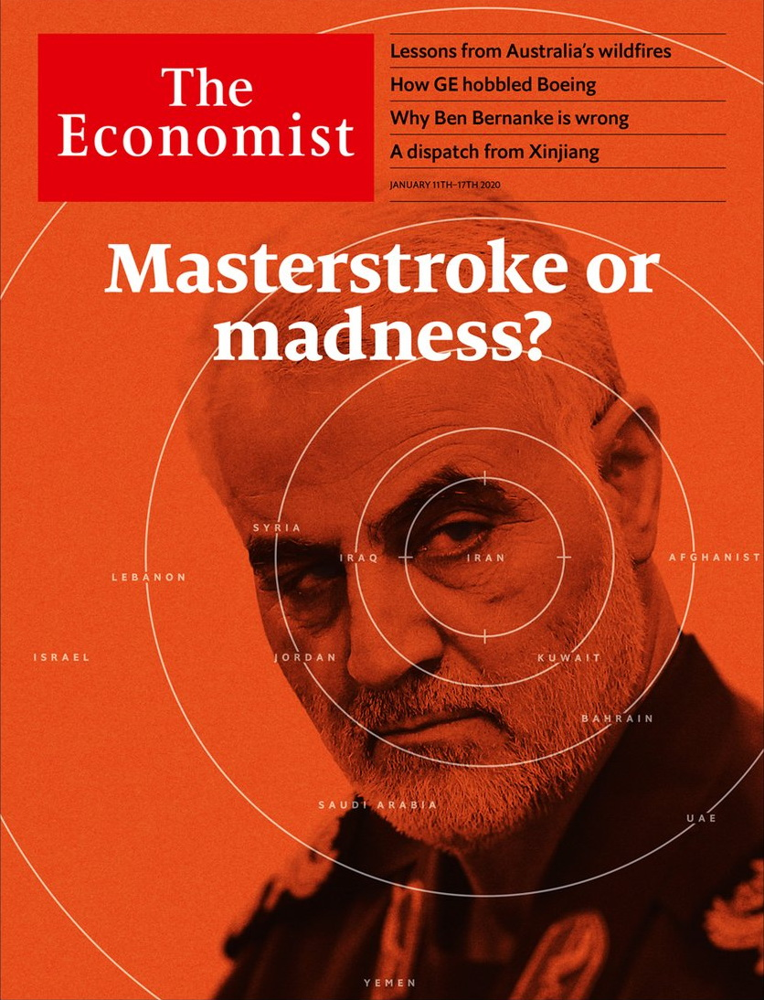 The
Economist
Lessons from Australia's wildfires
How GE hobbled Boeing
Why Ben Bernanke is wrong
A dispatch from Xinjiang
JANUARY 11TH–17TH 2020
Masterstroke or
madness?
SYRIA
IRAQ
IRAN
AFGHANIST
LEBANON
ISRAEL
JORDAN
KUWAIT
BAHRAIN
SAUDI ARABIA
UAE
YEMEN